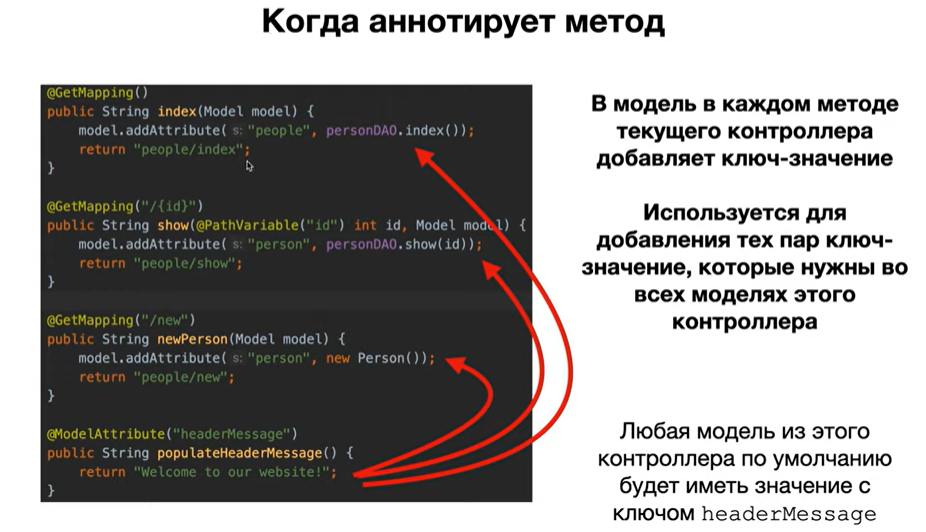 Когда аннотирует метод
@GetMapping()
public String index(Model model) {
model.addAttribute( s: "people", personDAO.index());
return "people/index";
}
@GetMapping("/{id}")
public String show(@PathVariable("id") int id, Model model) {
model.addAttribute( s: "person", personDAO.show(id));
return "people/show";
}
@GetMapping("/new")
public String newPerson(Model model) {
model.addAttribute( s: "person", new Person());
return "people/new";
}
@ModelAttribute("headerMessage")
public String populateHeaderMessage() {
return "Welcome to our website!";
}
В модель в каждом методе
текущего контроллера
добавляет ключ-значение
Используется для
добавления тех пар ключ-
значение, которые нужны во
всех моделях этого
контроллера
Любая модель из этого
контроллера по умолчанию
будет иметь значение с
ключом headerMessage